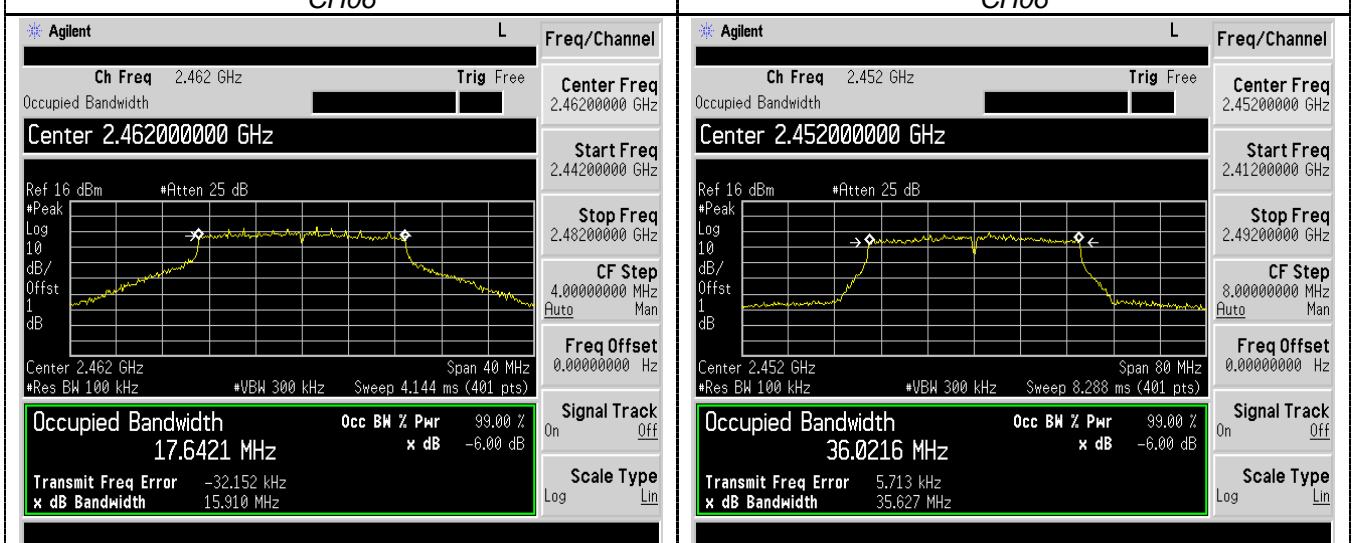 Agilent
L
Freq/Channel
Ch Freq 2.462 GHz
Trig Free
Occupied Bandwidth
Center 2.462000000 GHz
Center Freq
2.46200000 GHz
Start Freq
2.44200000 GHz
Stop Freq
2.48200000 GHz
CF Step
4.00000000 MHz
Auto Man
Freq Offset
0.00000000 Hz
Signal Track
On Off
Scale Type
Log Lin
Ref 16 dBm #Atten 25 dB
#Peak
Log
10
dB/
Offst
1
dB
Center 2.462 GHz Span 40 MHz
#Res BW 100 kHz #VBW 300 kHz Sweep 4.144 ms (401 pts)
Occupied Bandwidth
17.6421 MHz
Occ BW % Pwr 99.00 %
x dB -6.00 dB
Transmit Freq Error -32.152 kHz
x dB Bandwidth 15.910 MHz
Agilent
L
Freq/Channel
Ch Freq 2.452 GHz
Trig Free
Occupied Bandwidth
Center 2.452000000 GHz
Center Freq
2.45200000 GHz
Start Freq
2.41200000 GHz
Stop Freq
2.49200000 GHz
CF Step
8.00000000 MHz
Auto Man
Freq Offset
0.00000000 Hz
Signal Track
On Off
Scale Type
Log Lin
Ref 16 dBm #Atten 25 dB
#Peak
Log
10
dB/
Offst
1
dB
Center 2.452 GHz Span 80 MHz
#Res BW 100 kHz #VBW 300 kHz Sweep 8.288 ms (401 pts)
Occupied Bandwidth
36.0216 MHz
Occ BW % Pwr 99.00 %
x dB -6.00 dB
Transmit Freq Error 5.713 kHz
x dB Bandwidth 35.627 MHz